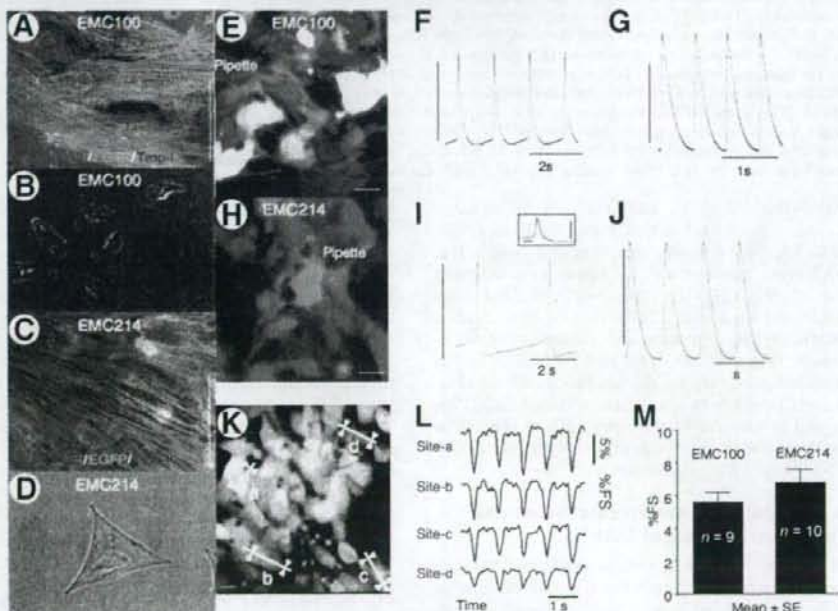 A
EMC100
B
EMC100
C
EMC214
/EGFP/
D
EMC214
E
EMC100
Pipette
H
EMC214
Pipette
K
d
b
c
F
2s
G
1s
I
2 s
J
s
L
Site-a
Site-b
Site-c
Site-d
5%
%FS
Time
1 s
M
EMC100
EMC214
%FS
10
8
6
4
2
0
n = 9
n = 10
Mean ± SE